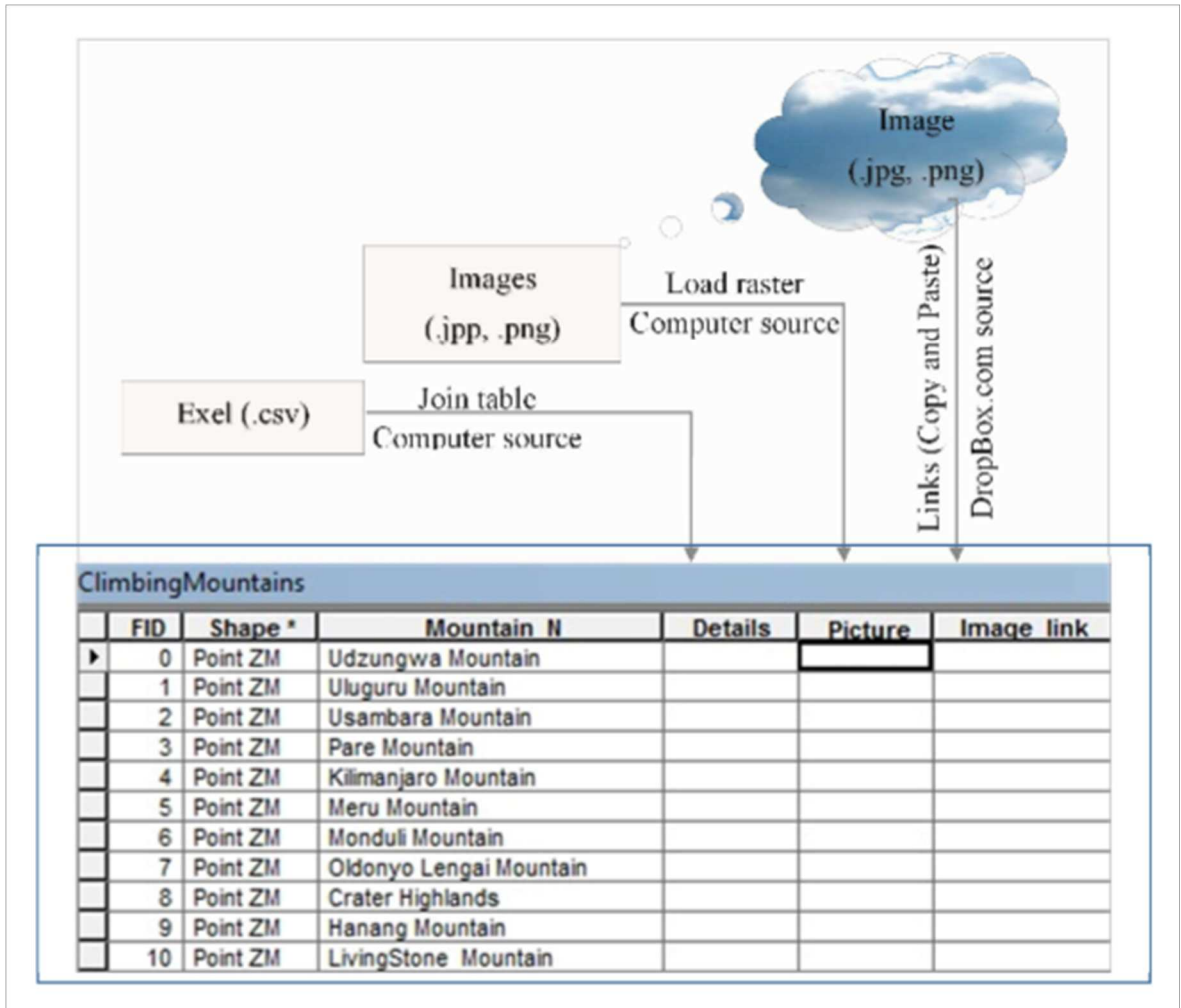 Image
(.jpg, .png)
Images
(.jpp, .png)
Load raster
Computer source
Links (Copy and Paste)
DropBox.com source
Exel (.csv)
Join table
Computer source
ClimbingMountains
FID Shape * Mountain_N Details Picture Image_link
0 Point ZM Udzungwa Mountain
1 Point ZM Uluguru Mountain
2 Point ZM Usambara Mountain
3 Point ZM Pare Mountain
4 Point ZM Kilimanjaro Mountain
5 Point ZM Meru Mountain
6 Point ZM Monduli Mountain
7 Point ZM Oldonyo Lengai Mountain
8 Point ZM Crater Highlands
9 Point ZM Hanang Mountain
10 Point ZM LivingStone Mountain